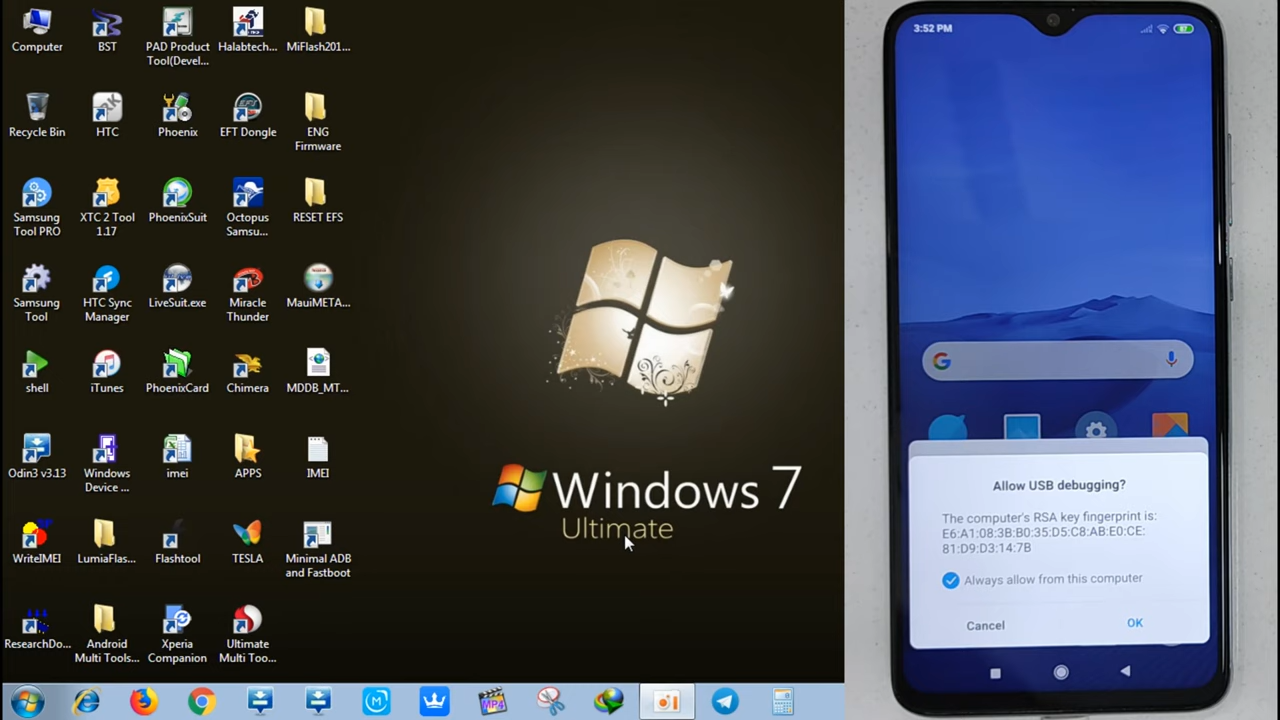 Computer
BST
PAD Product
Tool(Devel...
Halabtech...
MiFlash201...
Recycle Bin
HTC
Phoenix
EFT Dongle
ENG
Firmware
Samsung
Tool PRO
XTC 2 Tool
1.17
PhoenixSuit
Octopus
Samsu...
RESET EFS
Samsung
Tool
HTC Sync
Manager
LiveSuit.exe
Miracle
Thunder
MauiMETA...
shell
iTunes
PhoenixCard
Chimera
MDDB_MT...
Odin3 v3.13
Windows
Device ...
imei
APPS
IMEI
WriteIMEI
LumiaFlas...
Flashtool
TESLA
Minimal ADB
and Fastboot
ResearchDo...
Android
Multi Tools...
Xperia
Companion
Ultimate
Multi Too...
EFT
MP4
M
Windows 7
Ultimate
3:52 PM
87
G
Allow USB debugging?
The computer's RSA key fingerprint is:
E6:A1:08:3B:B0:35:D5:C8:AB:E0:CE:
81:D9:D3:14:7B
Always allow from this computer
Cancel
OK